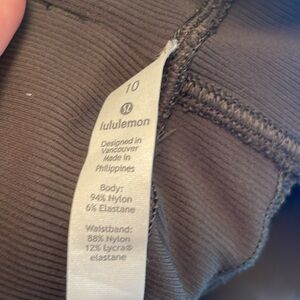 10
lululemon
Designed in
Vancouver
Made in
Philippines
Body:
94% Nylon
6% Elastane
Waistband:
88% Nylon
12% Lycra®
elastane